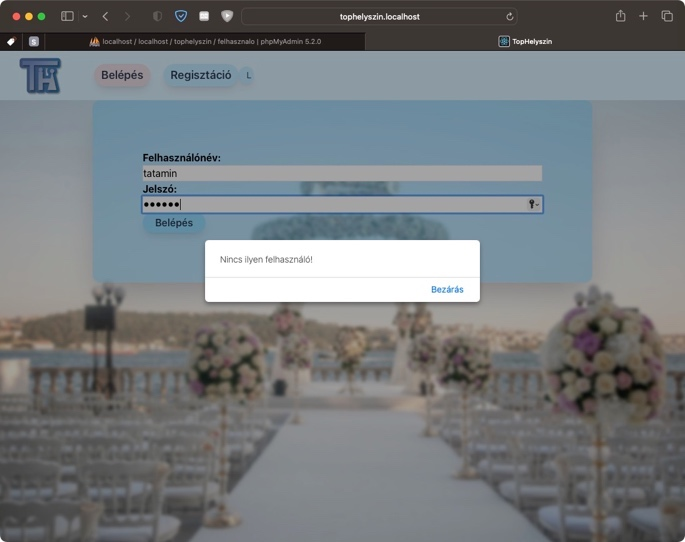 tophelyszin.localhost
S
localhost / localhost / tophelyszin / felhasznalo | phpMyAdmin 5.2.0
TopHelyszin
TH
Belépés
Regisztáció
L
Felhasználónév:
tatamin
Jelszó:
Belépés
Nincs ilyen felhasználó!
Bezárás